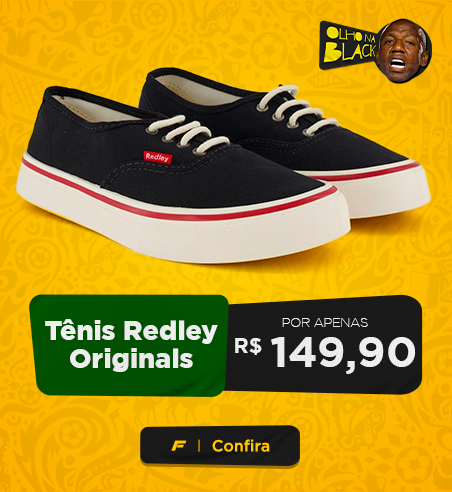 OLHO NA
BLACK
Redley
Tênis Redley
Originals
POR APENAS
R$ 149,90
F | Confira